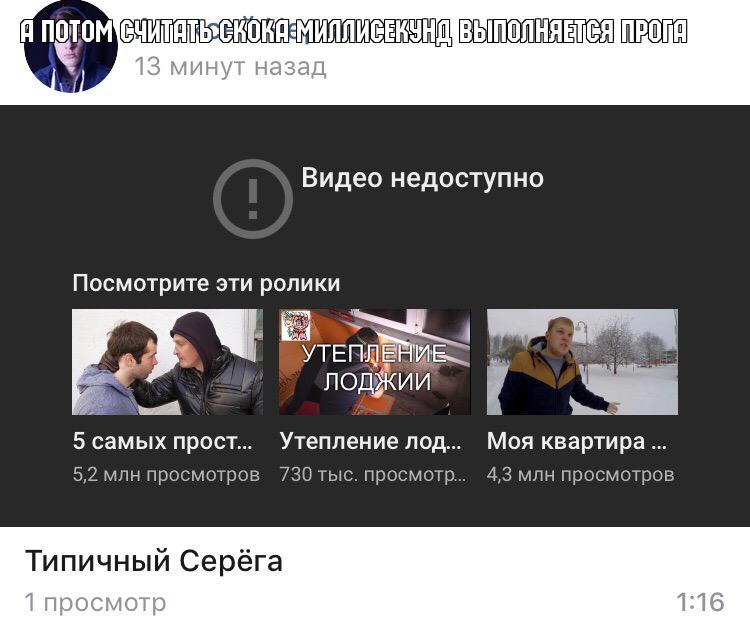 А ПОТОМ СЧИТАТЬ СКОКА МИЛЛИСЕКУНД ВЫПОЛНЯЕТСЯ ПРОГА
13 минут назад
Видео недоступно
Посмотрите эти ролики
УТЕПЛЕНИЕ
ЛОДЖИИ
5 самых прост... Утепление лод... Моя квартира ...
5,2 млн просмотров 730 тыс. просмотр... 4,3 млн просмотров
Типичный Серёга
1 просмотр 1:16